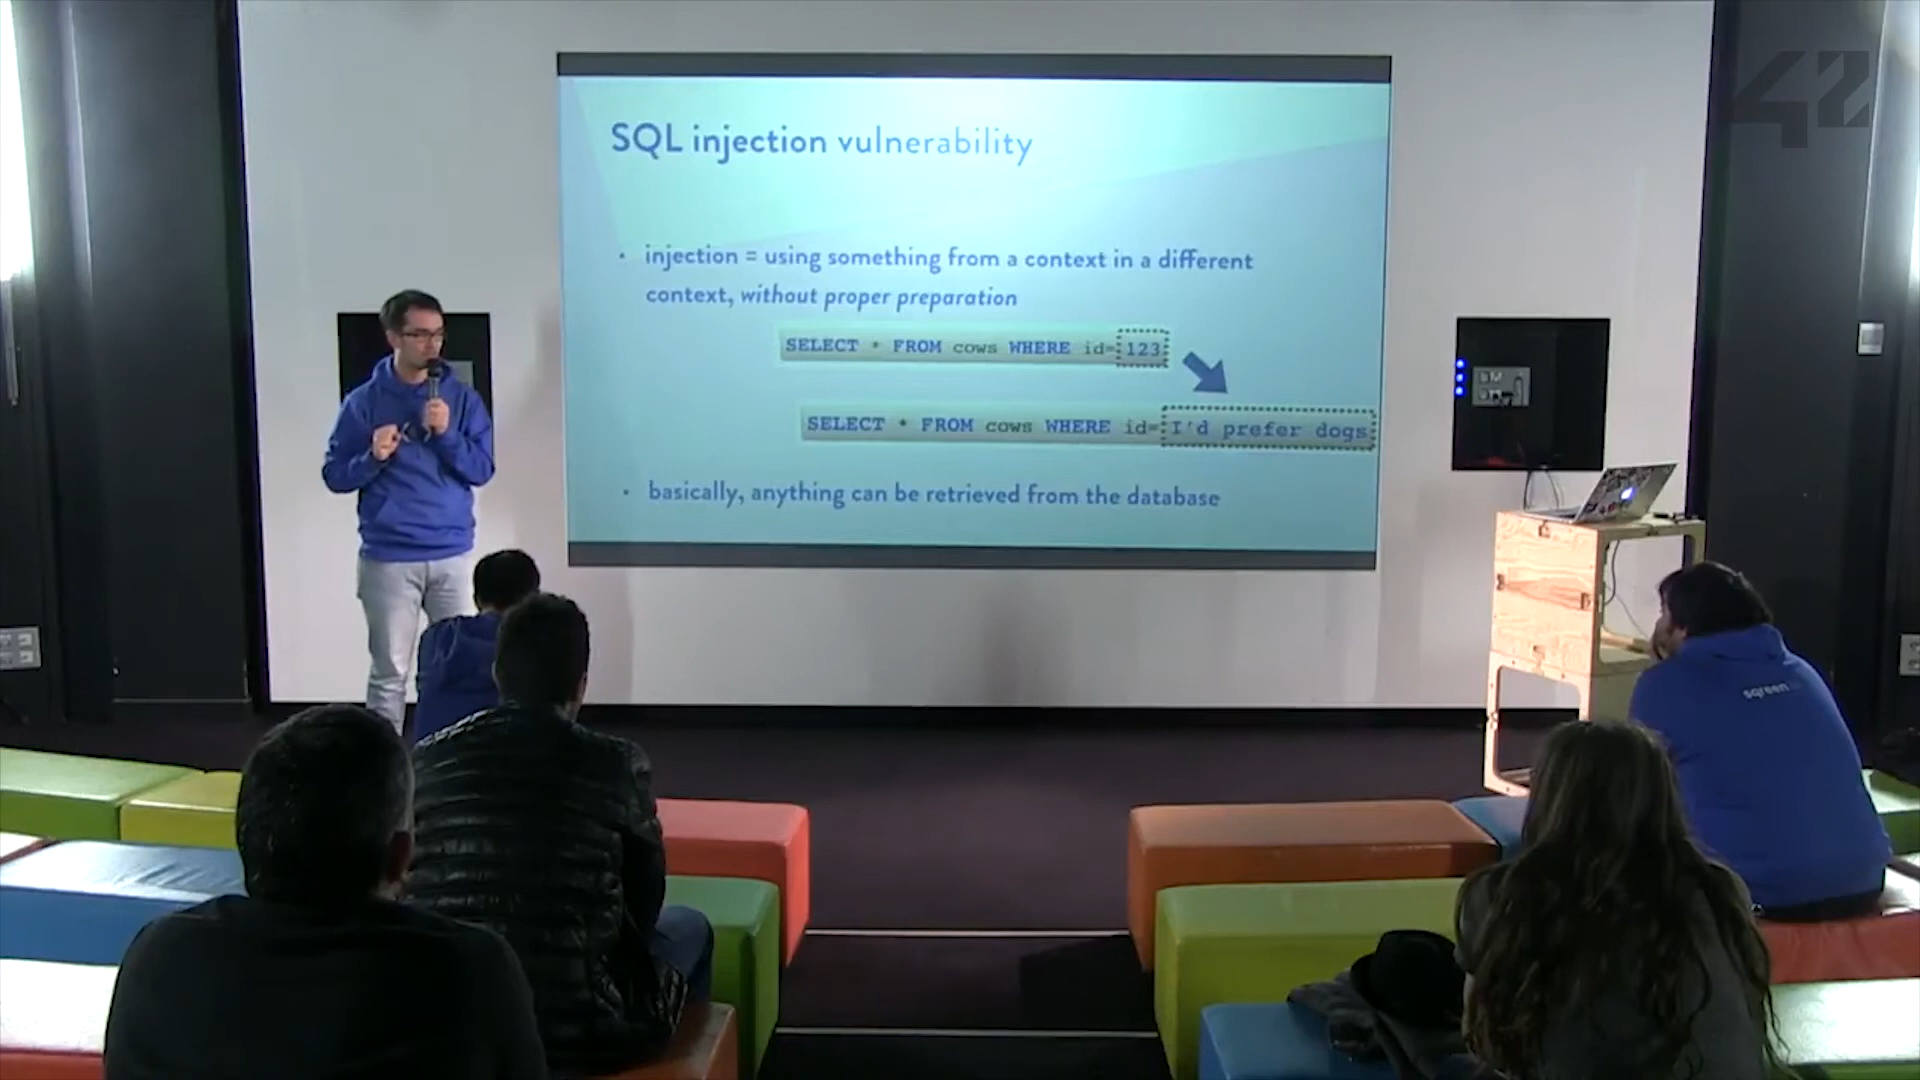 42
SQL injection vulnerability
• injection = using something from a context in a different
context, without proper preparation
SELECT * FROM cows WHERE id=123
SELECT * FROM cows WHERE id=I'd prefer dogs
• basically, anything can be retrieved from the database
sqreen